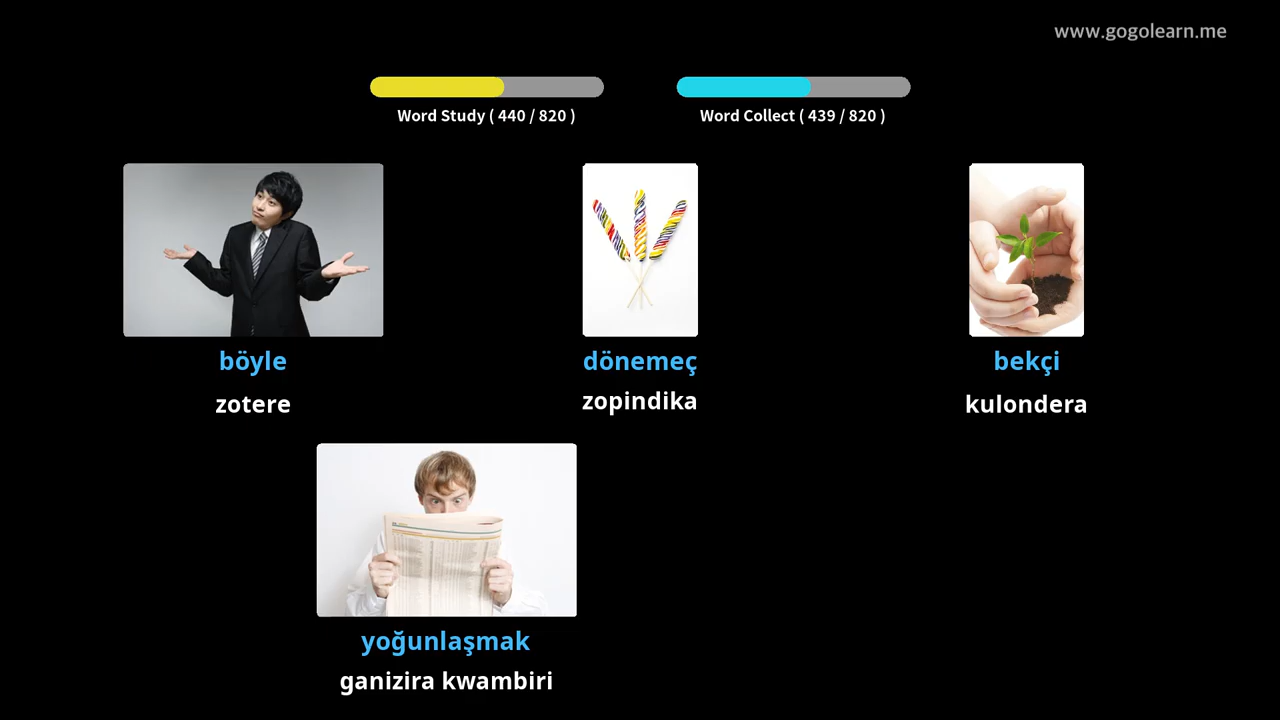 www.gogolearn.me
Word Study ( 440 / 820 )
Word Collect ( 439 / 820 )
böyle
zotere
dönemeç
zopindika
bekçi
kulondera
yoğunlaşmak
ganizira kwambiri